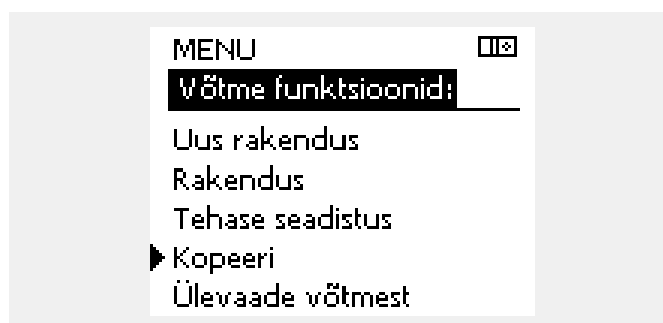 MENU
Võtme funktsioonid:
Uus rakendus
Rakendus
Tehase seadistus
Kopeeri
Ülevaade võtmest